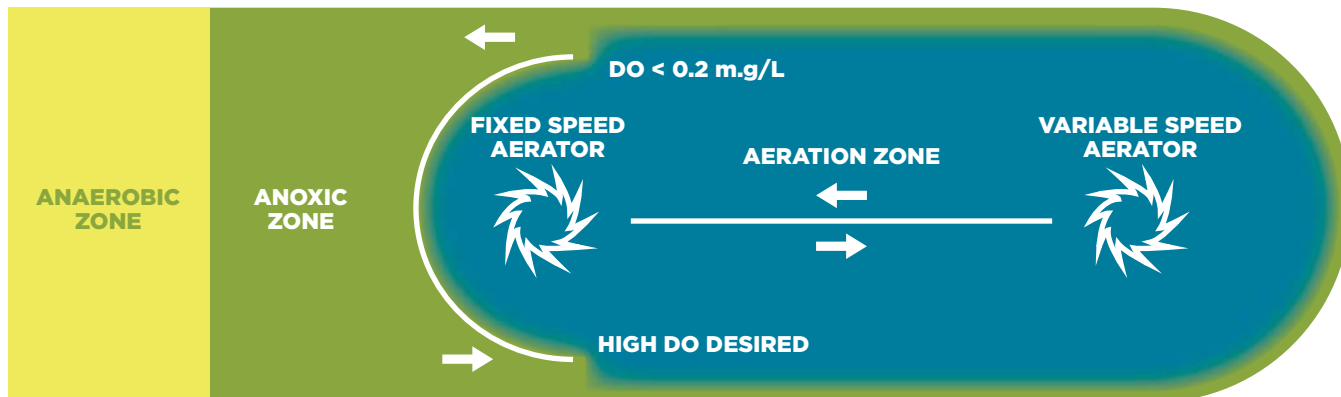 DO < 0.2 m.g/L
FIXED SPEED
AERATOR
VARIABLE SPEED
AERATOR
AERATION ZONE
ANAEROBIC
ZONE
ANOXIC
ZONE
HIGH DO DESIRED